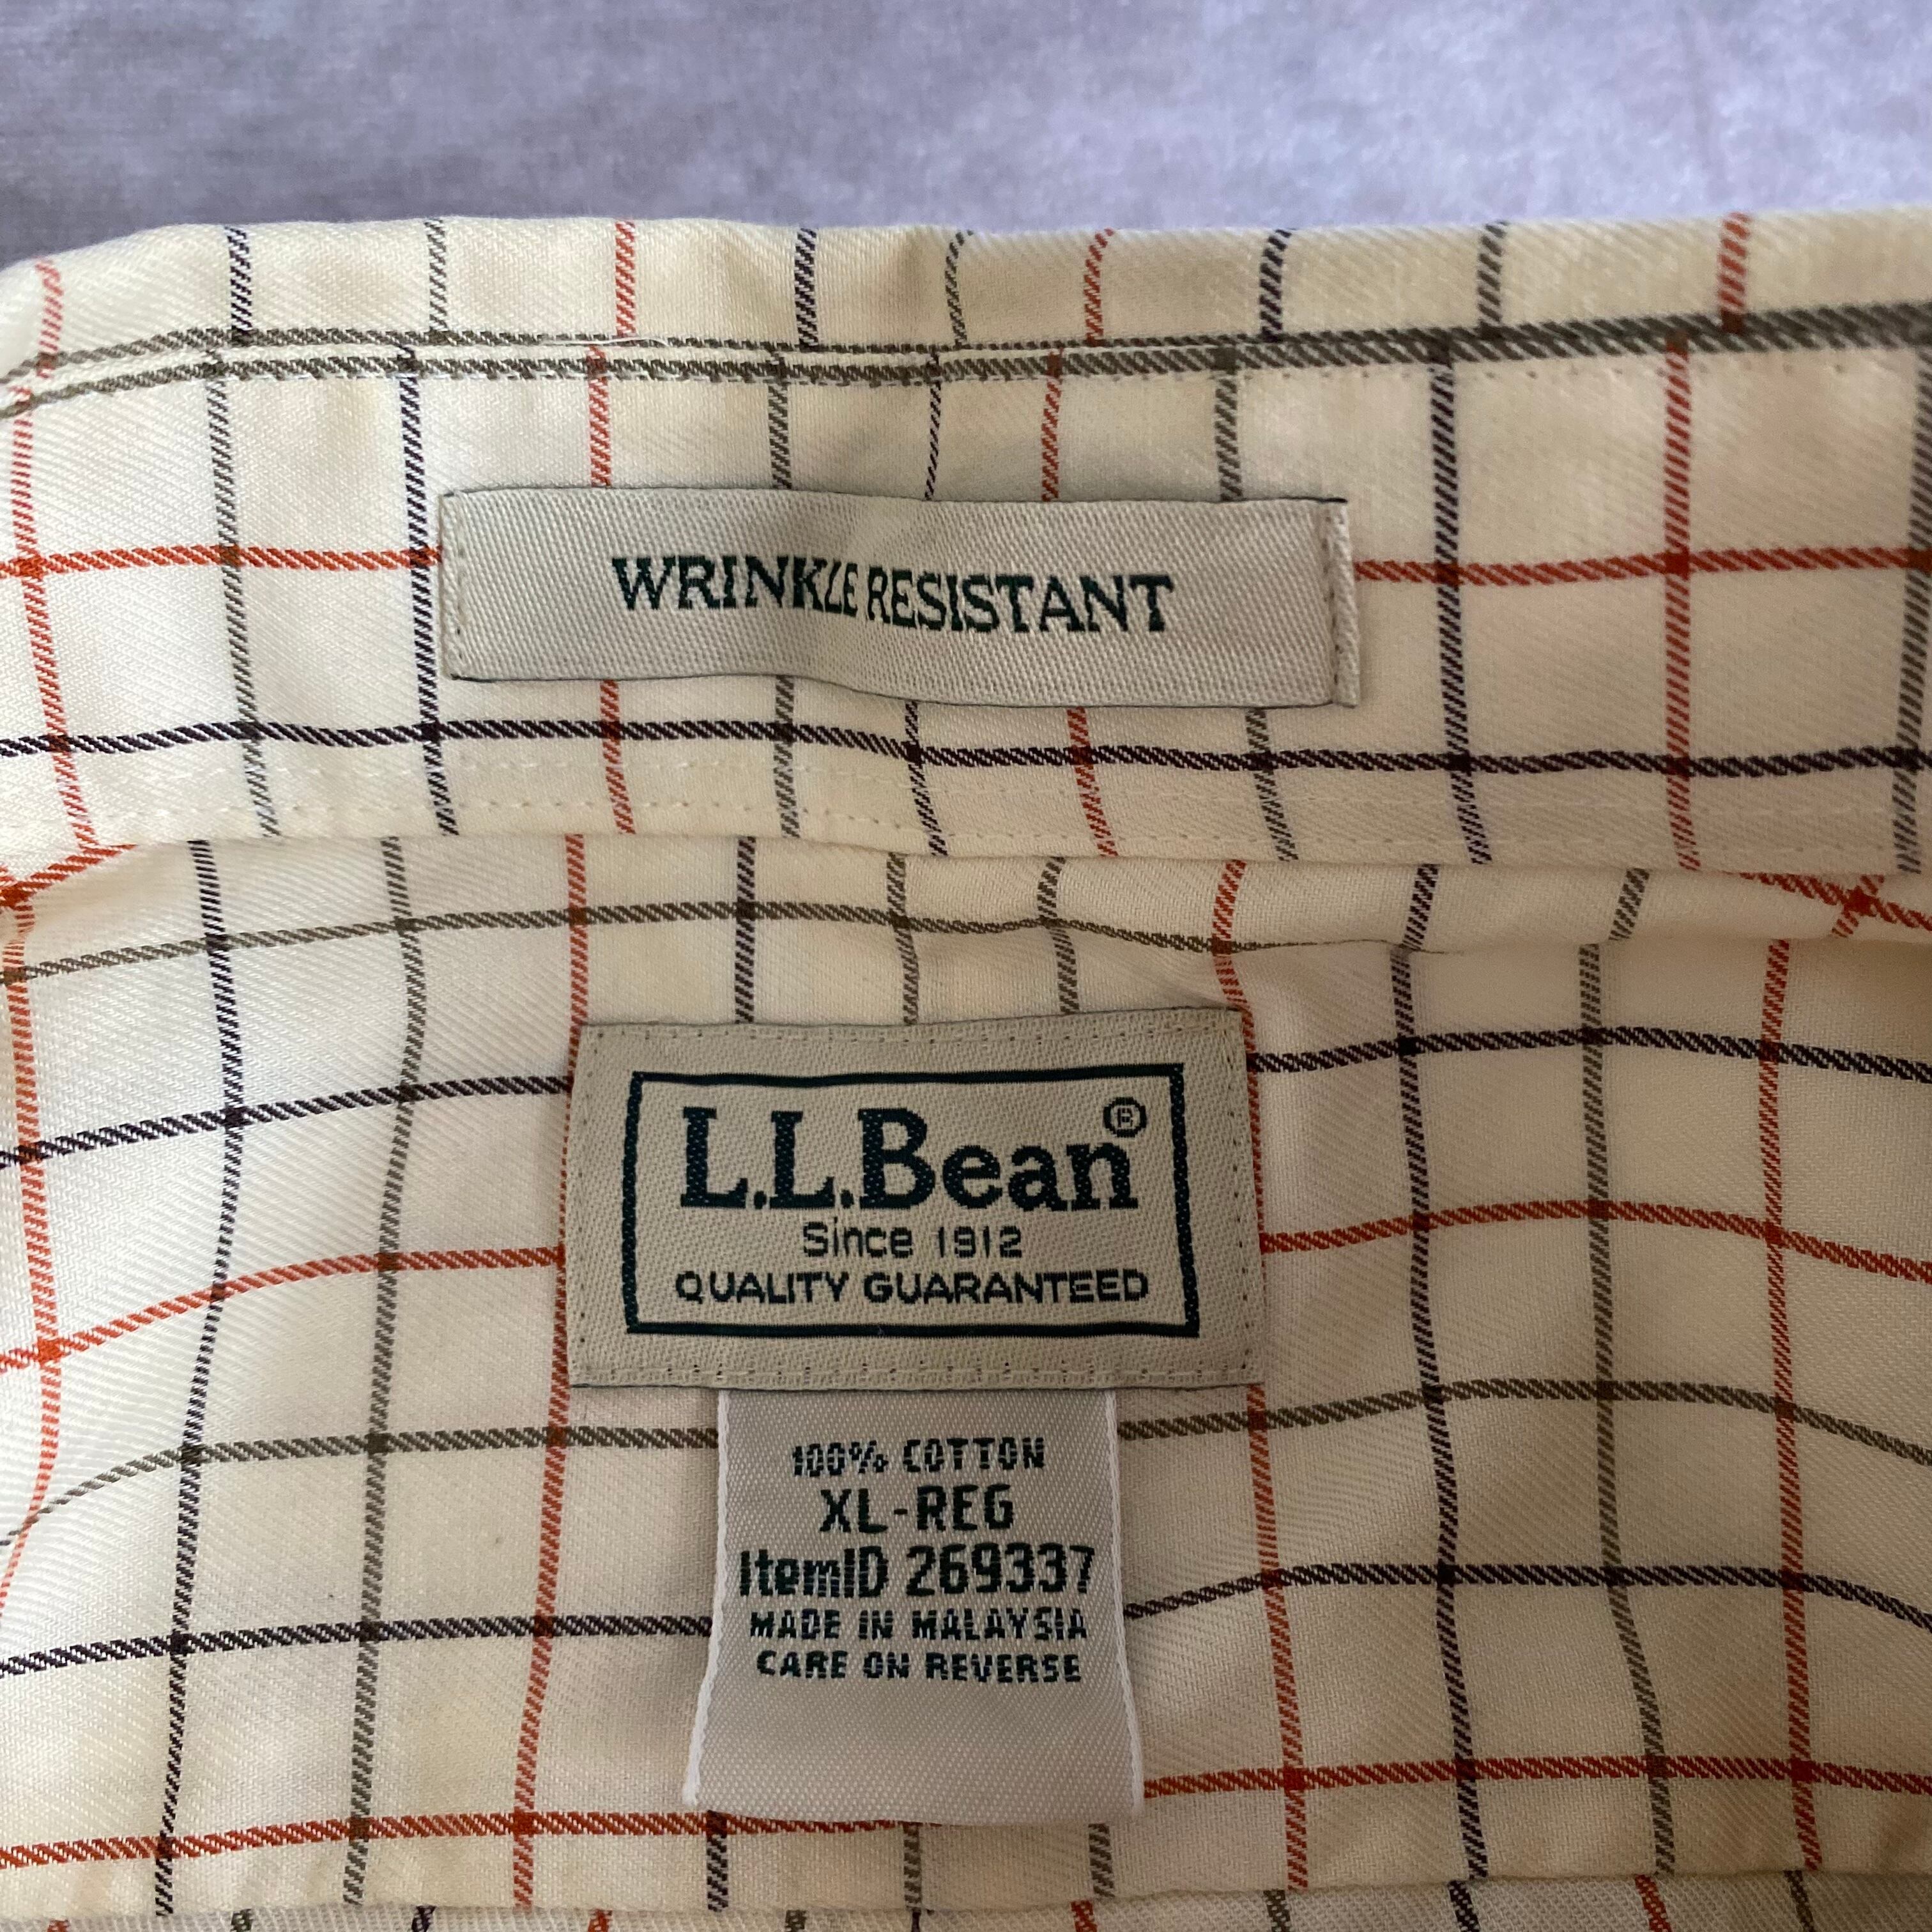 WRINKLE RESISTANT
L.L.Bean®
Since 1912
QUALITY GUARANTEED
100% COTTON
XL-REG
ItemID 269337
MADE IN MALAYSIA
CARE ON REVERSE